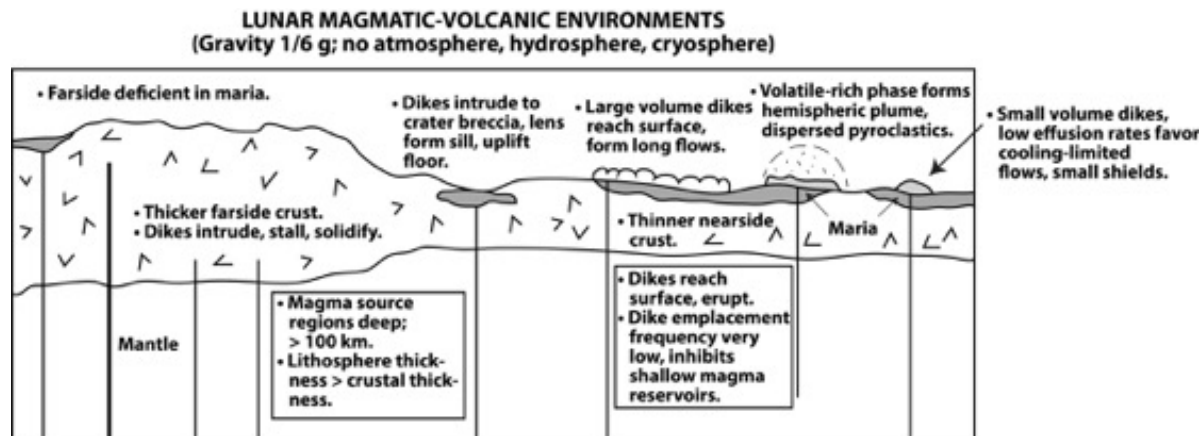 LUNAR MAGMATIC-VOLCANIC ENVIRONMENTS
(Gravity 1/6 g; no atmosphere, hydrosphere, cryosphere)
• Farside deficient in maria.
• Dikes intrude to
crater breccia, lens
form sill, uplift
floor.
• Large volume dikes
reach surface,
form long flows.
• Volatile-rich phase forms
hemispheric plume,
dispersed pyroclastics.
• Small volume dikes,
low effusion rates favor
cooling-limited
flows, small shields.
• Thicker farside crust.
• Dikes intrude, stall, solidify.
• Thinner nearside
crust.
Maria
Mantle
• Magma source
regions deep;
> 100 km.
• Lithosphere thick-
ness > crustal thick-
ness.
• Dikes reach
surface, erupt.
• Dike emplacement
frequency very
low, inhibits
shallow magma
reservoirs.